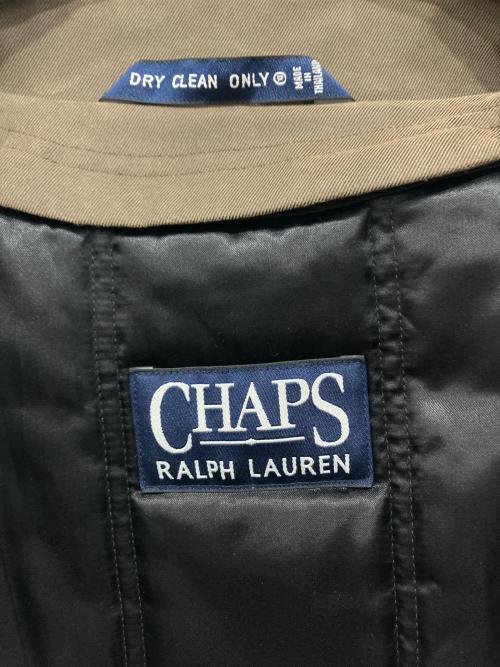 DRY CLEAN ONLY Ⓟ
MADE
IN
THAILAND
CHAPS
RALPH LAUREN